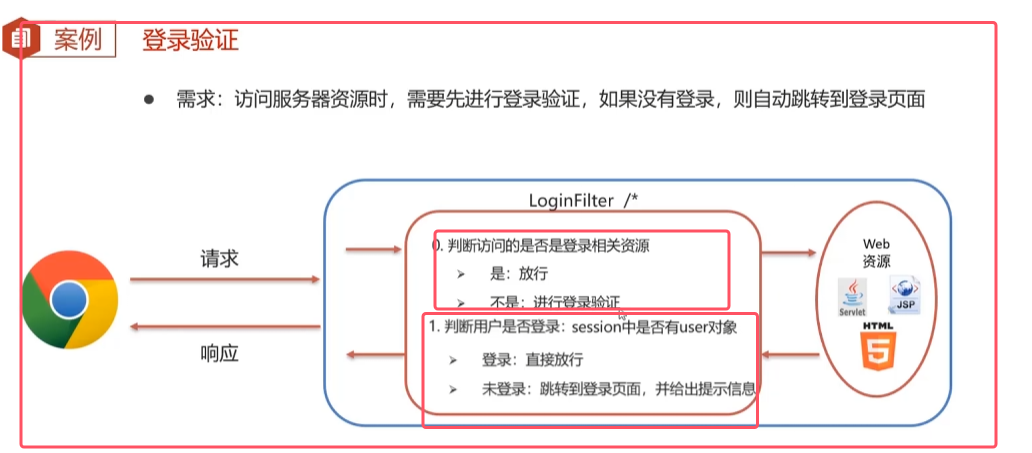 案例
登录验证
● 需求：访问服务器资源时，需要先进行登录验证，如果没有登录，则自动跳转到登录页面
LoginFilter /*
请求
响应
0. 判断访问的是否是登录相关资源
➢ 是：放行
➢ 不是：进行登录验证
1. 判断用户是否登录：session中是否有user对象
➢ 登录：直接放行
➢ 未登录：跳转到登录页面，并给出提示信息
Web
资源
Servlet
JSP
HTML
5